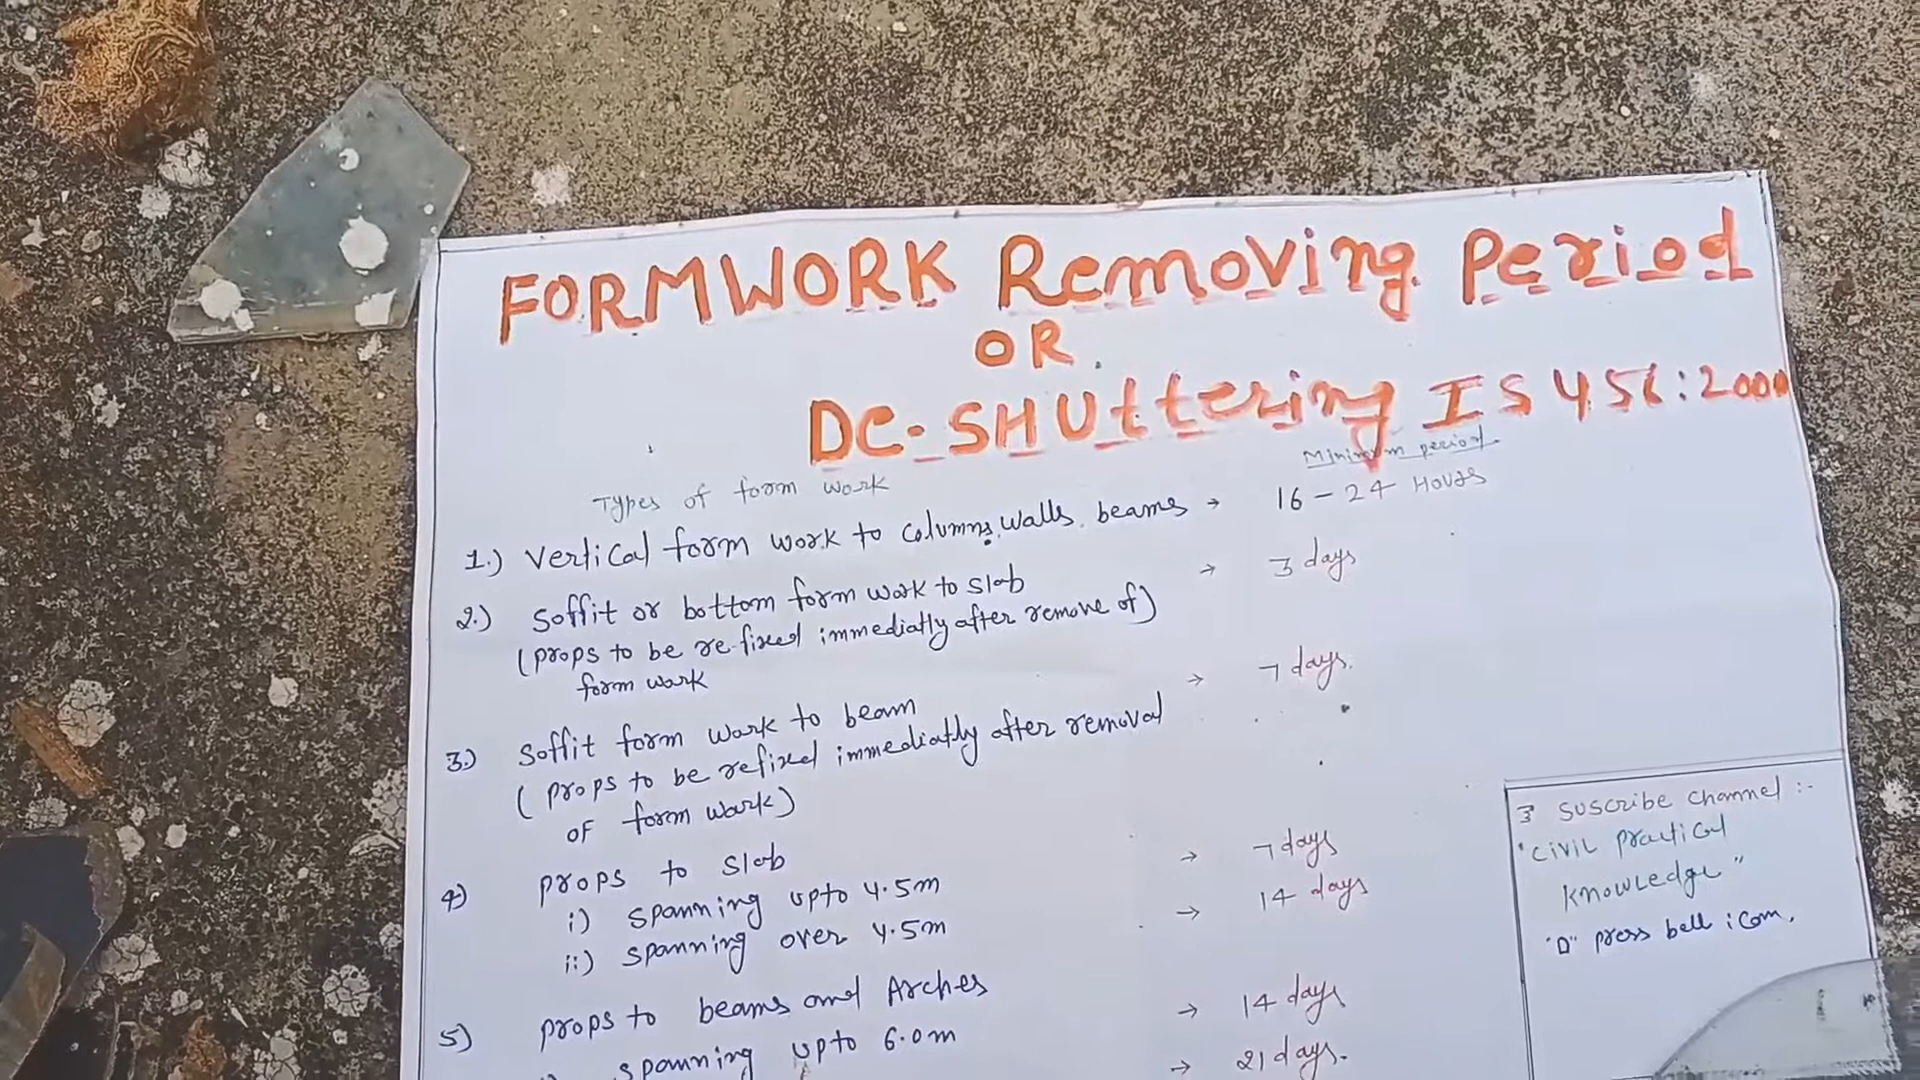 FORMWORK Removing Period
OR
DE-SHUttering IS 456:2000
Types of form work
Minimum period
1.) Vertical form work to columns, walls, beams → 16-24 Hours
2.) Soffit or bottom form work to slab → 3 days
(props to be re-fixed immediatly after remove of)
form work
3.) Soffit form work to beam → 7 days.
(props to be refixed immediatly after removal
of form work)
4) props to slab
i) spanning upto 4.5m → 7 days
ii) spanning over 4.5m → 14 days
5) props to beams and Arches
spanning upto 6.0m → 14 days
→ 21 days.
suscribe channel :-
"civil practical
knowledge"
press bell icom.